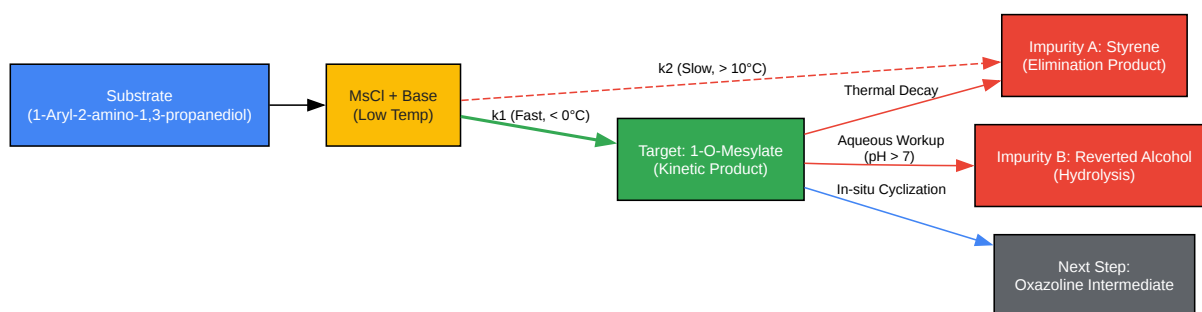 Substrate
(1-Aryl-2-amino-1,3-propanediol)
MsCl + Base
(Low Temp)
k2 (Slow, > 10°C)
k1 (Fast, < 0°C)
Target: 1-O-Mesylate
(Kinetic Product)
Thermal Decay
Aqueous Workup
(pH > 7)
In-situ Cyclization
Impurity A: Styrene
(Elimination Product)
Impurity B: Reverted Alcohol
(Hydrolysis)
Next Step:
Oxazoline Intermediate